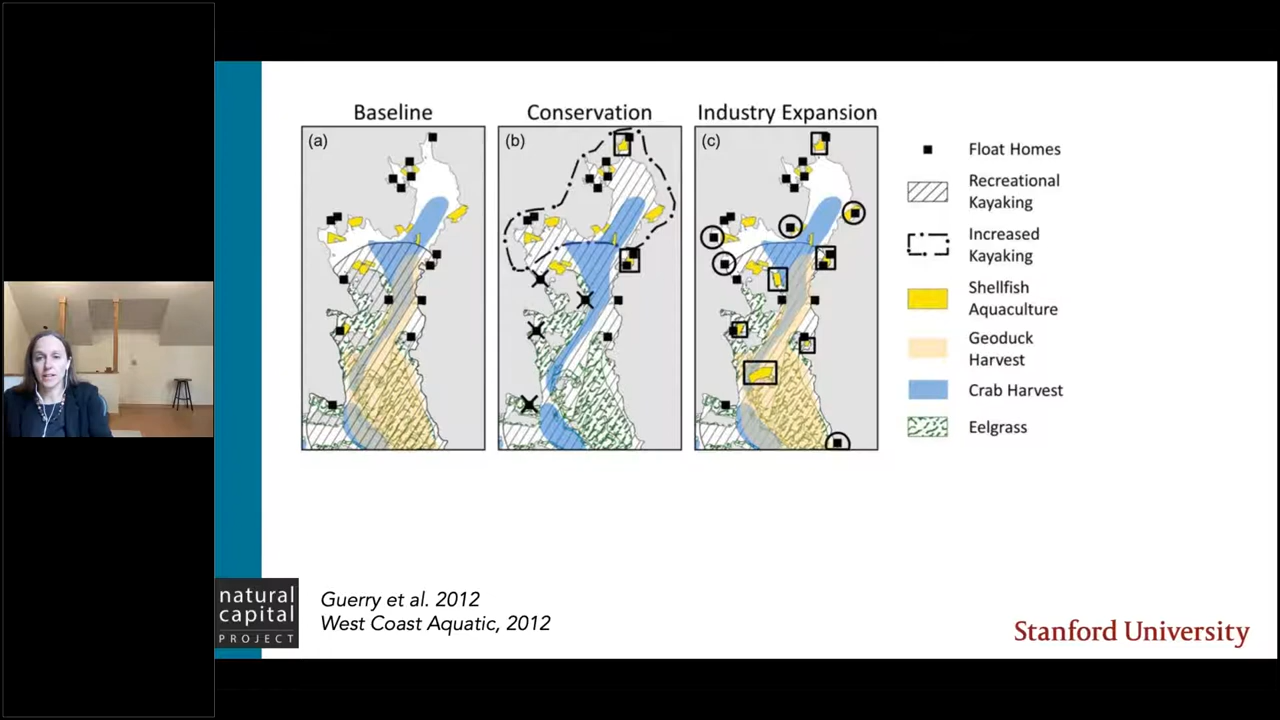 Baseline
Conservation
Industry Expansion
(a)
(b)
(c)
Float Homes
Recreational
Kayaking
Increased
Kayaking
Shellfish
Aquaculture
Geoduck
Harvest
Crab Harvest
Eelgrass
natural
capital
PROJECT
Guerry et al. 2012
West Coast Aquatic, 2012
Stanford University